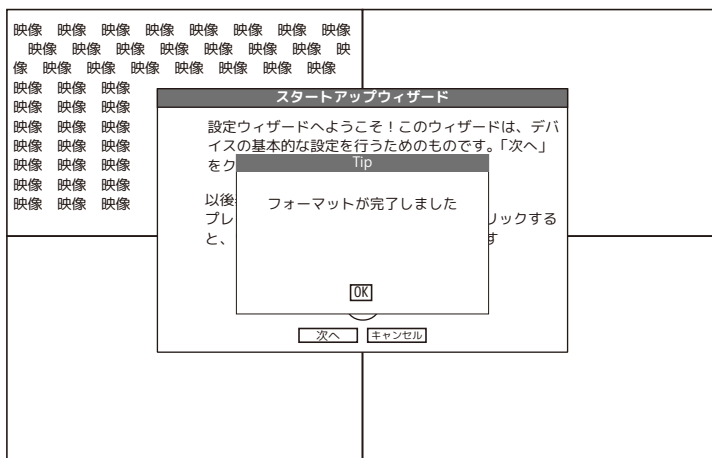 映像 映像 映像 映像 映像 映像 映像 映像
映像 映像 映像 映像 映像 映像 映像 映
像 映像 映像 映像 映像 映像 映像 映像
映像 映像 映像
映像 映像 映像
映像 映像 映像
映像 映像 映像
映像 映像 映像
映像 映像 映像
映像 映像 映像
スタートアップウィザード
設定ウィザードへようこそ！このウィザードは、デバ
イスの基本的な設定を行うためのものです。「次へ」
をク
以後
プレ リックする
と、 す
Tip
フォーマットが完了しました
OK
次へ キャンセル